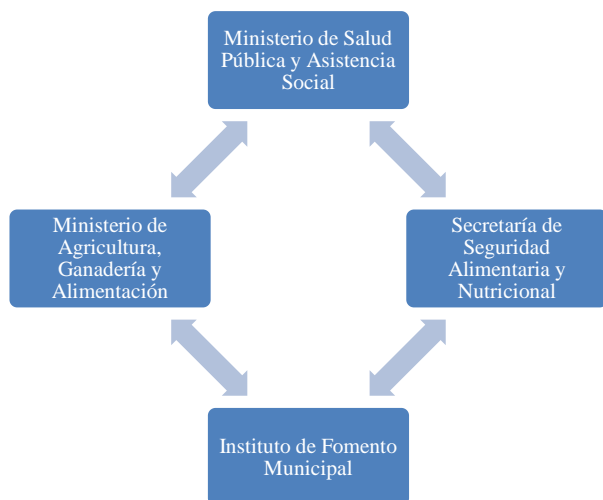 Ministerio de Salud
Pública y Asistencia
Social
Ministerio de
Agricultura,
Ganadería y
Alimentación
Secretaría de
Seguridad
Alimentaria y
Nutricional
Instituto de Fomento
Municipal